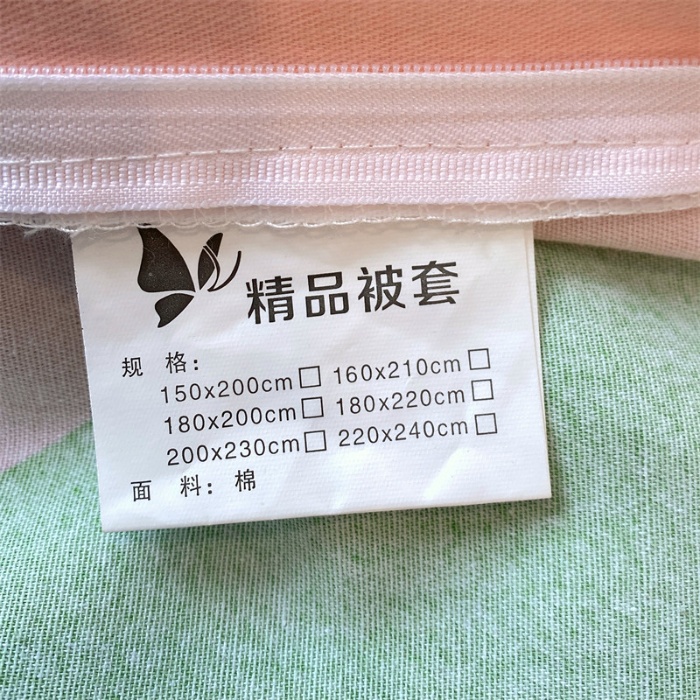 精品被套
规 格:
150x200cm□ 160x210cm□
180x200cm□ 180x220cm□
200x230cm□ 220x240cm□
面 料: 棉